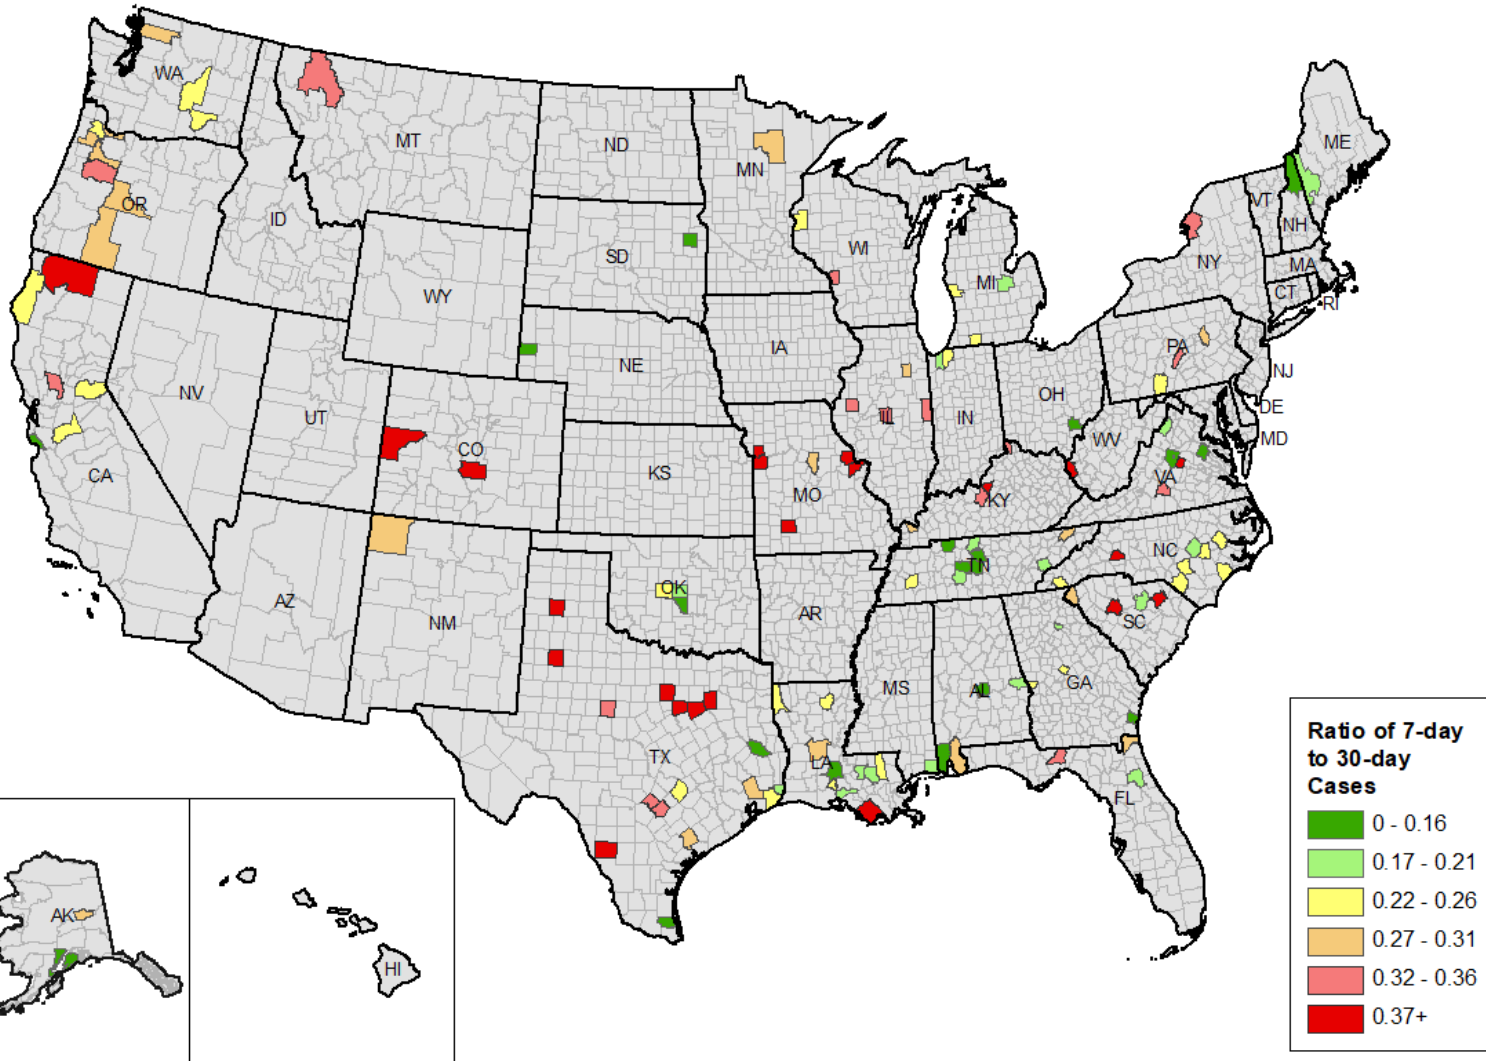 WA
MT
ND
MN
ME
OR
ID
SD
WI
VT
NH
MI
NY
MA
CT
RI
WY
NE
IA
PA
NJ
NV
UT
CO
IL
IN
OH
DE
MD
WV
CA
KS
MO
KY
VA
AZ
NM
OK
AR
TN
NC
SC
MS
AL
GA
TX
LA
FL
AK
HI
Ratio of 7-day
to 30-day
Cases
0 - 0.16
0.17 - 0.21
0.22 - 0.26
0.27 - 0.31
0.32 - 0.36
0.37+